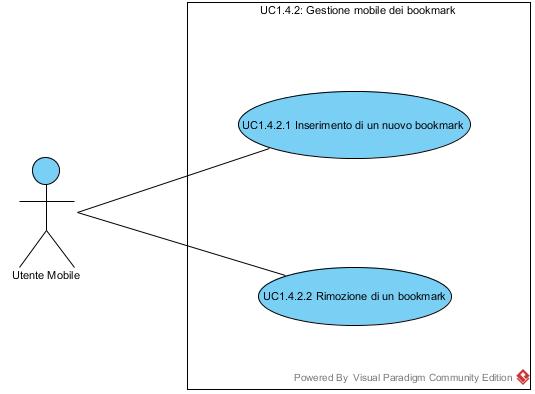 UC1.4.2: Gestione mobile dei bookmark
UC1.4.2.1 Inserimento di un nuovo bookmark
Utente Mobile
UC1.4.2.2 Rimozione di un bookmark
Powered By Visual Paradigm Community Edition